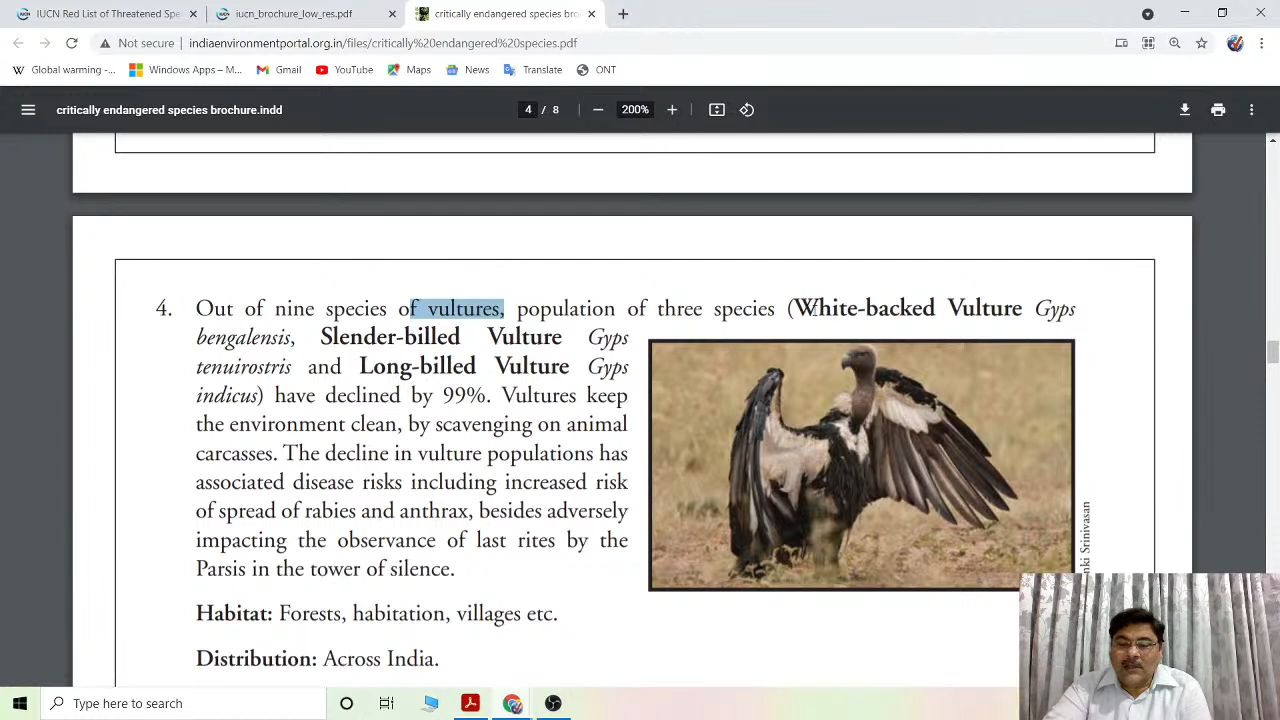 IUCN Red List of Threatened Spe
iucn_brochure_low_res.pdf
critically endangered species bro
Not secure
indiaenvironmentportal.org.in/files/critically%20endangered%20species.pdf
Global warming -...
Windows Apps – M...
Gmail
YouTube
Maps
News
Translate
ONT
critically endangered species brochure.indd
4 / 8
200%
4. Out of nine species of vultures, population of three species (White-backed Vulture Gyps
bengalensis, Slender-billed Vulture Gyps
tenuirostris and Long-billed Vulture Gyps
indicus) have declined by 99%. Vultures keep
the environment clean, by scavenging on animal
carcasses. The decline in vulture populations has
associated disease risks including increased risk
of spread of rabies and anthrax, besides adversely
impacting the observance of last rites by the
Parsis in the tower of silence.
Habitat: Forests, habitation, villages etc.
Distribution: Across India.
Srinivasan
Type here to search